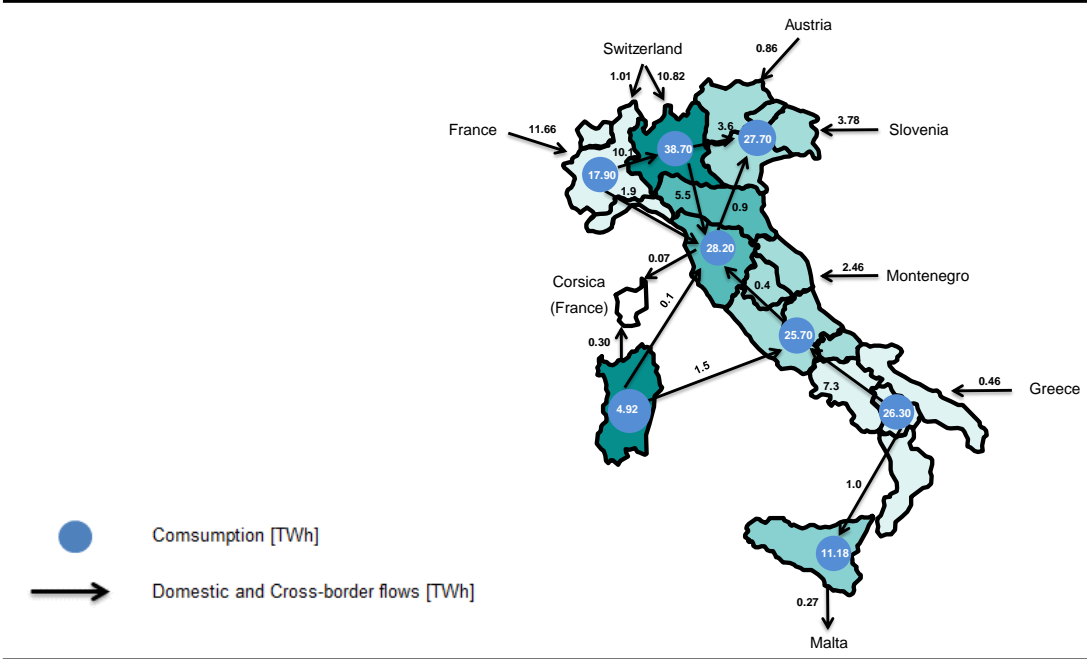 Austria
0.86
Switzerland
1.01
10.82
France
11.66
3.6
3.78
Slovenia
10.1
38.70
27.70
17.90
1.9
5.5
0.9
28.20
0.07
Corsica
(France)
0.1
0.4
2.46
Montenegro
0.30
25.70
1.5
7.3
0.46
Greece
4.92
26.30
1.0
Comsumption [TWh]
11.18
Domestic and Cross-border flows [TWh]
0.27
Malta